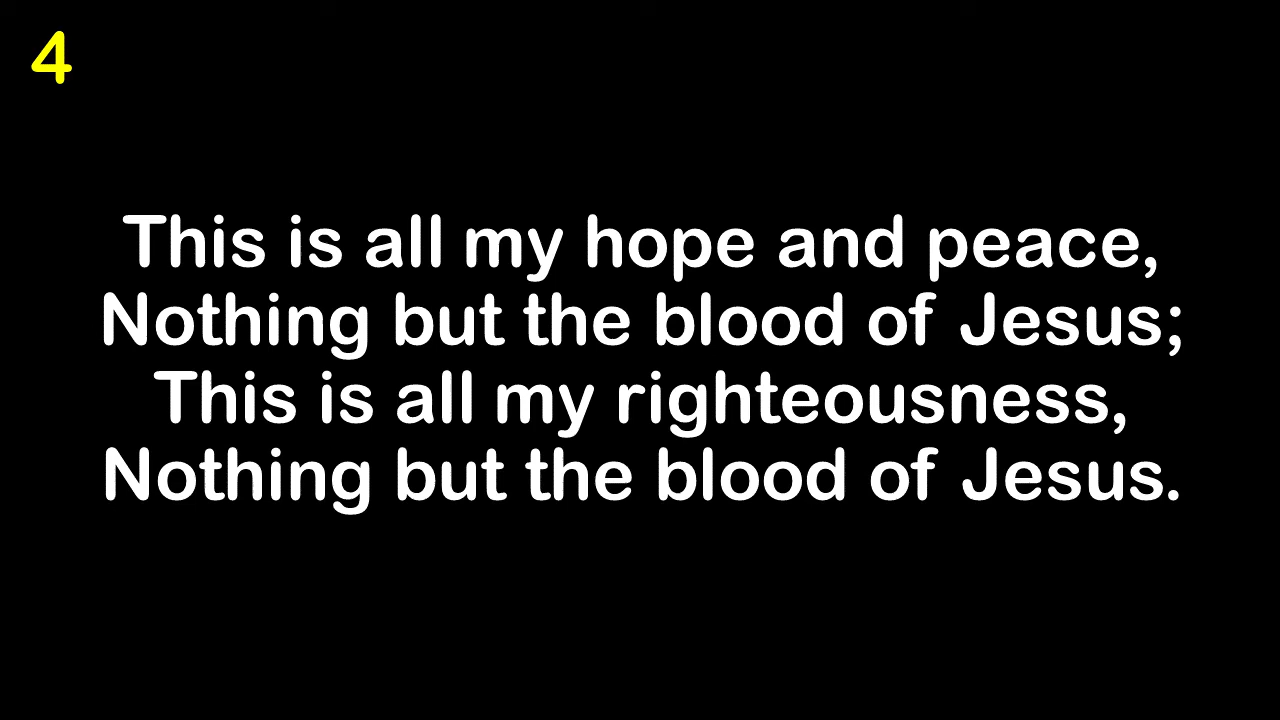 4
This is all my hope and peace,
Nothing but the blood of Jesus;
This is all my righteousness,
Nothing but the blood of Jesus.